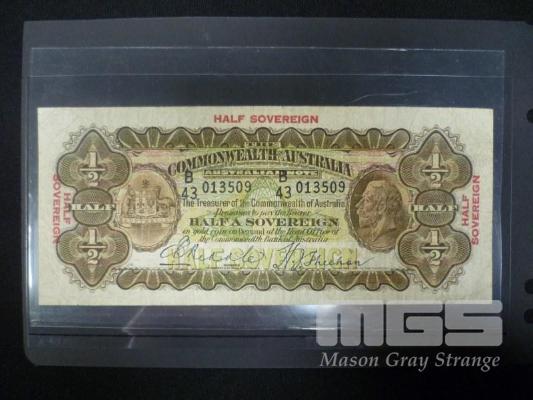 HALF SOVEREIGN
THE
COMMONWEALTH OF AUSTRALIA
AUSTRALIAN NOTE
B B
43 013509 43 013509
The Treasurer of the Commonwealth of Australia
Promises to pay the Bearer
HALF A SOVEREIGN
in gold coin on demand at the Head Office of
the Commonwealth Bank of Australia
1/2
1/2
HALF
HALF
1/2
1/2
HALF SOVEREIGN
HALF SOVEREIGN
MGS
Mason Gray Strange